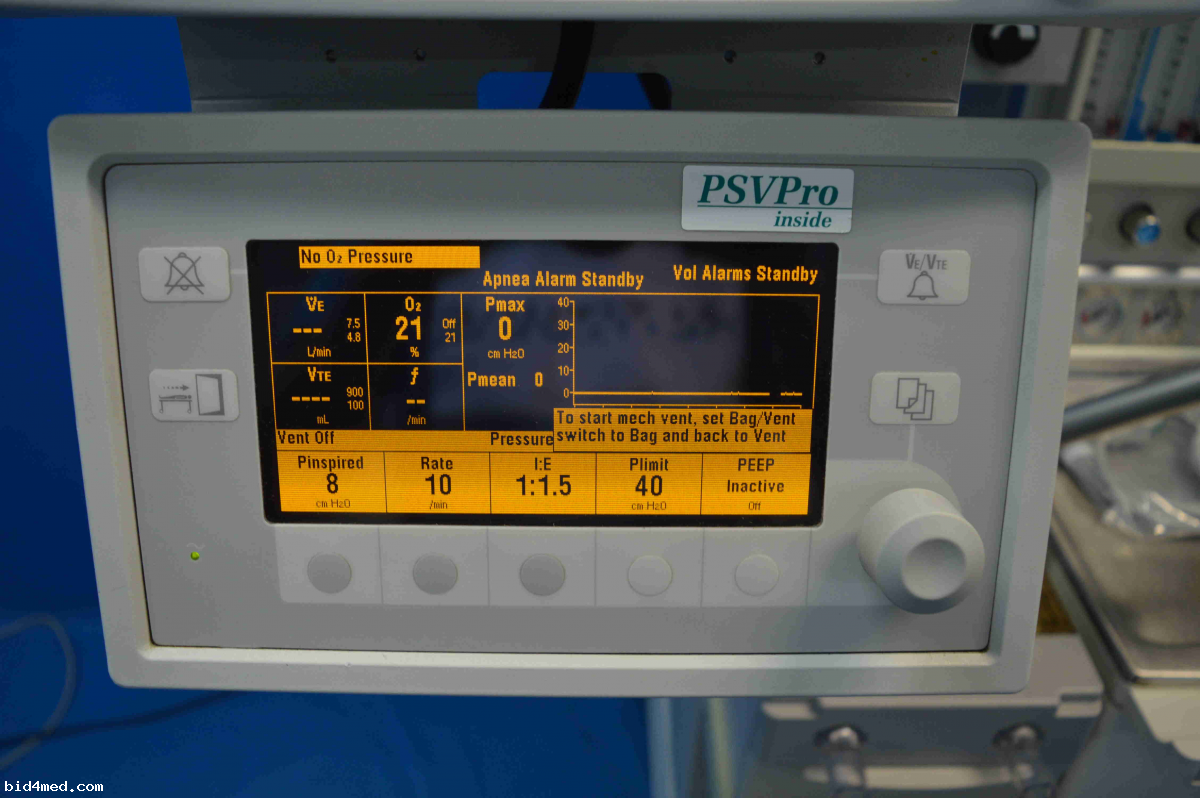 PSVPro
inside
No O₂ Pressure
Apnea Alarm Standby
Vol Alarms Standby
V̇E/VTE
V̇E
---
7.5
4.8
L/min
O₂
21
Off
21
%
Pmax
0
cm H₂O
40
30
20
10
0
VTE
----
900
100
mL
f
--
/min
Pmean 0
To start mech vent, set Bag/Vent
switch to Bag and back to Vent
Vent Off
Pressure
Pinspired
8
cm H₂O
Rate
10
/min
I:E
1:1.5
Plimit
40
cm H₂O
PEEP
Inactive
Off
bid4med.com